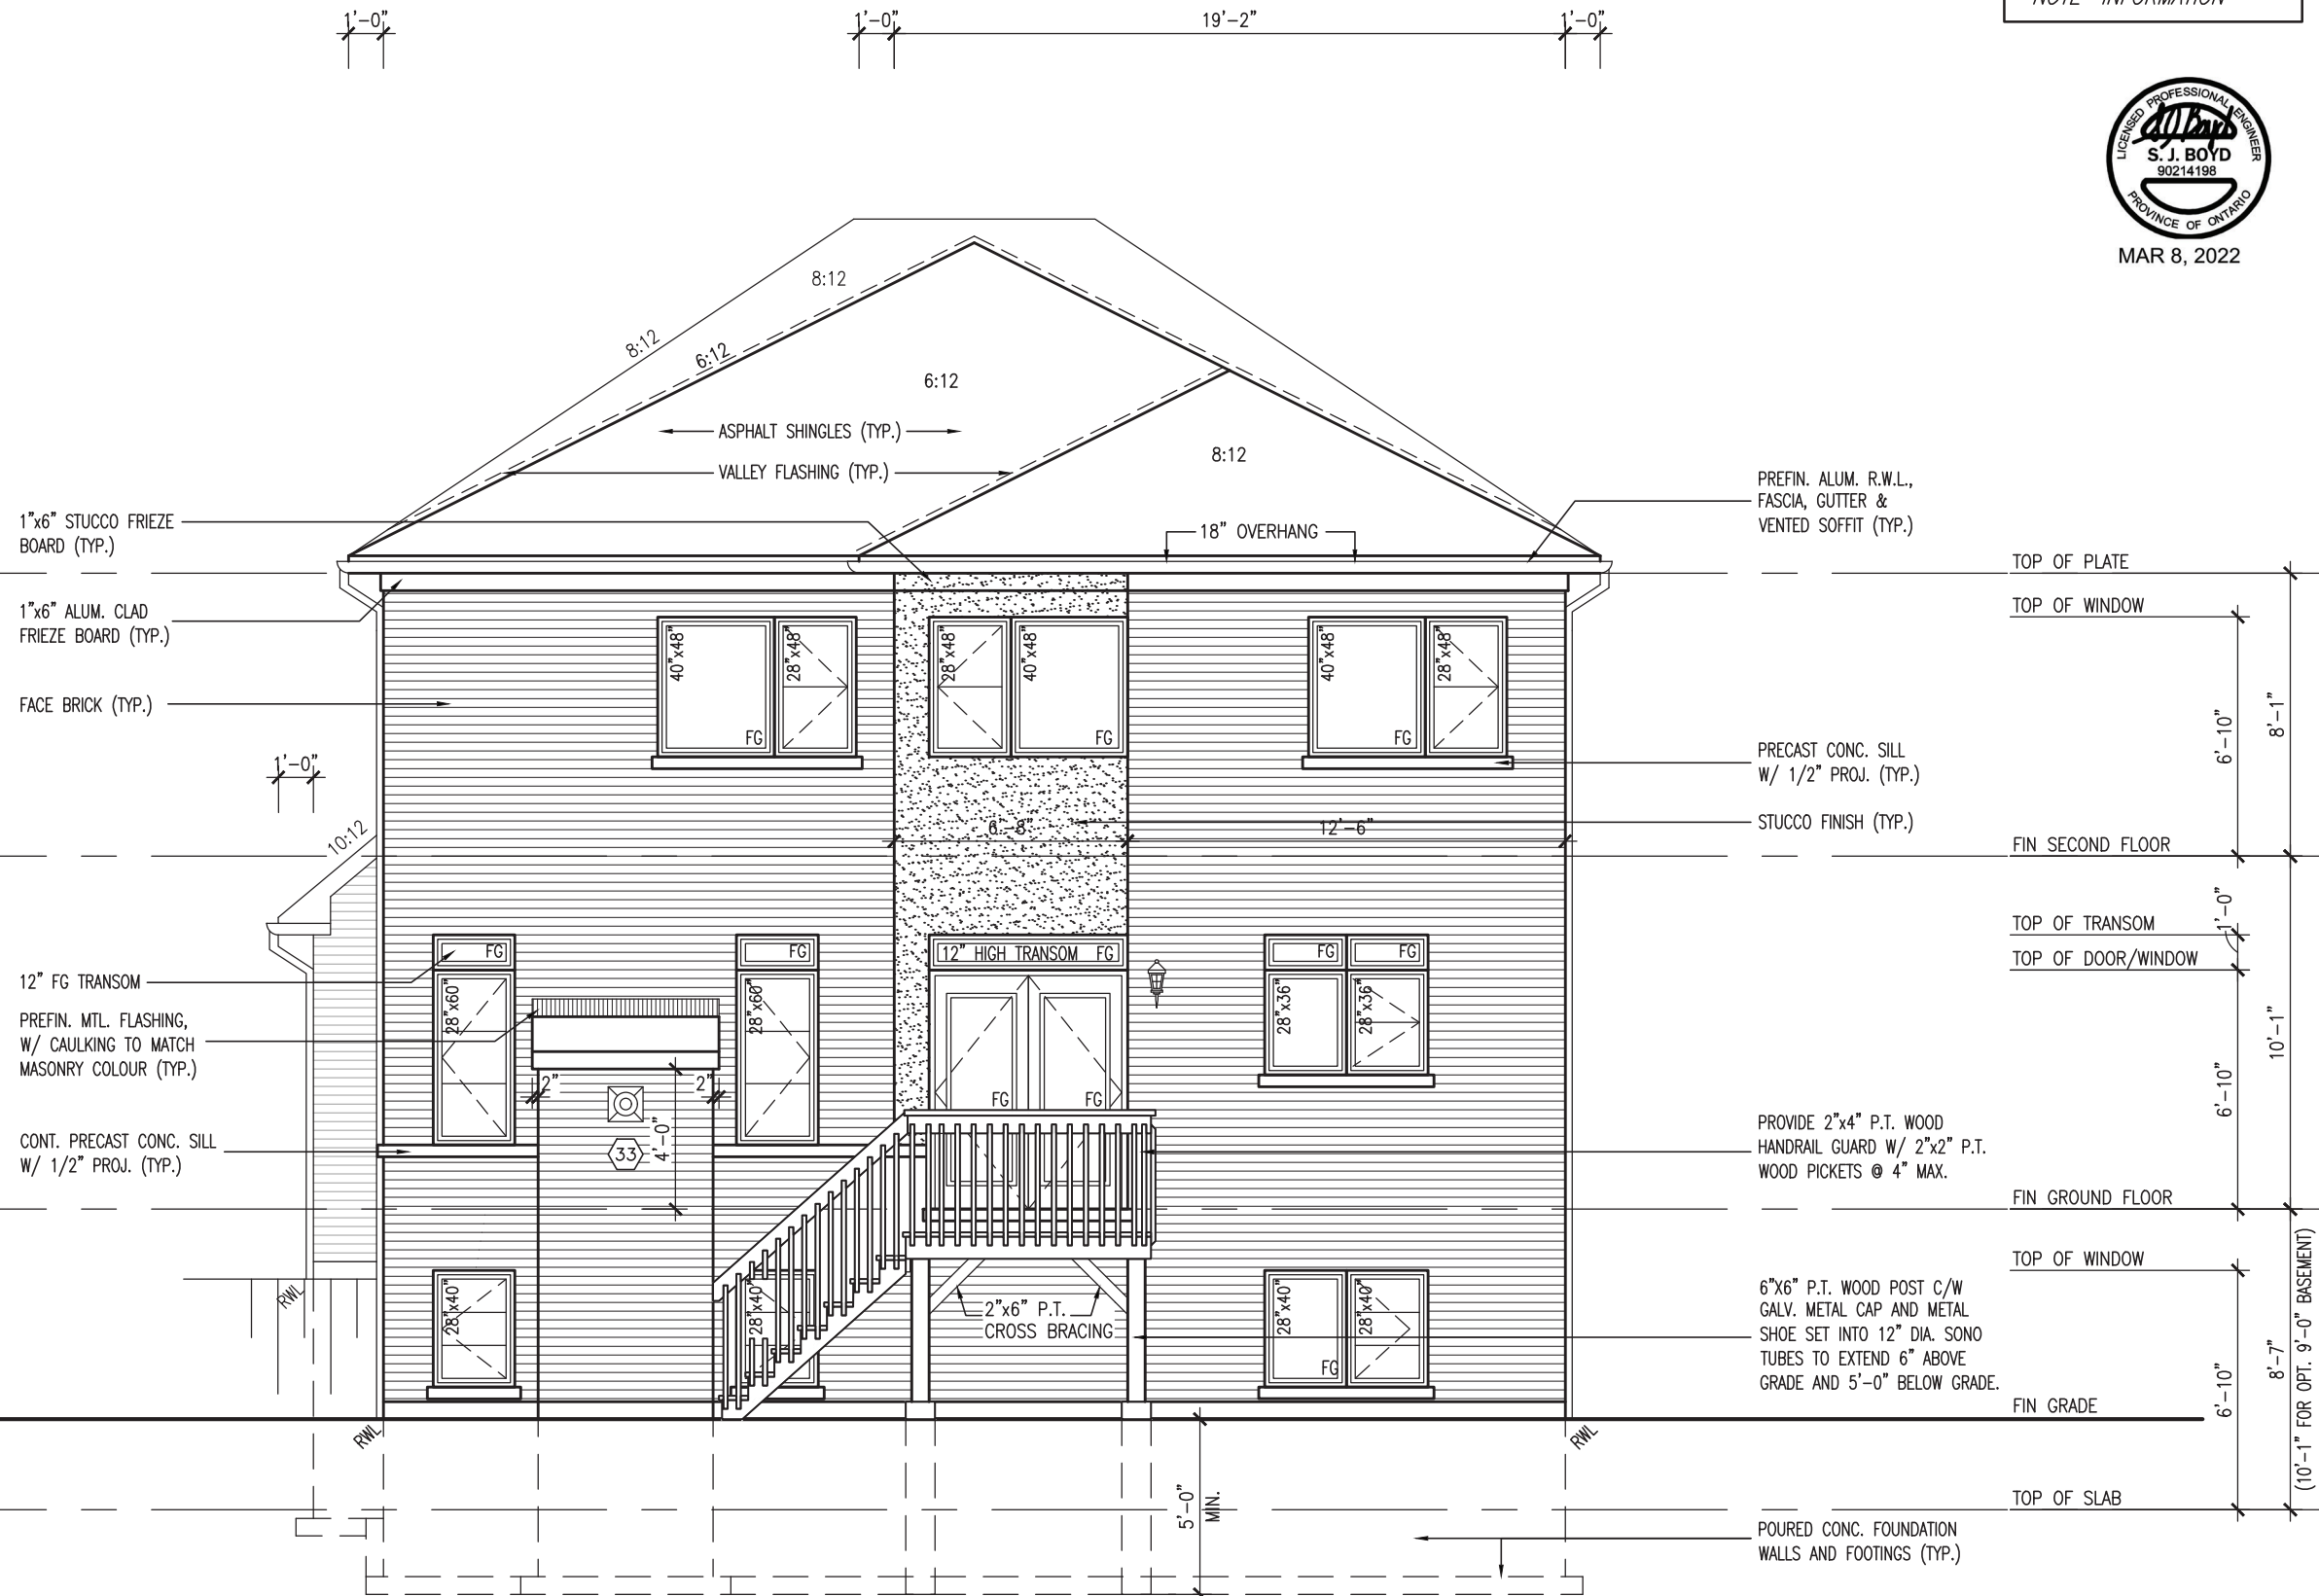 1'-0"
1'-0"
19'-2"
1'-0"
LICENSED PROFESSIONAL ENGINEER
S. J. BOYD
90214198
PROVINCE OF ONTARIO
MAR 8, 2022
8:12
8:12
6:12
6:12
ASPHALT SHINGLES (TYP.)
VALLEY FLASHING (TYP.)
8:12
18" OVERHANG
1"x6" STUCCO FRIEZE
BOARD (TYP.)
1"x6" ALUM. CLAD
FRIEZE BOARD (TYP.)
FACE BRICK (TYP.)
1'-0"
10:12
12" FG TRANSOM
PREFIN. MTL. FLASHING,
W/ CAULKING TO MATCH
MASONRY COLOUR (TYP.)
CONT. PRECAST CONC. SILL
W/ 1/2" PROJ. (TYP.)
RWL
RWL
40"x48"
FG
28"x48"
28"x48"
40"x48"
FG
40"x48"
FG
28"x48"
6'-8"
12'-6"
FG
28"x60"
FG
28"x60"
2"
2"
33
4'-0"
12" HIGH TRANSOM FG
FG
FG
FG
FG
28"x36"
28"x36"
28"x40"
28"x40"
2"x6" P.T.
CROSS BRACING
28"x40"
FG
28"x40"
RWL
5'-0"
MIN.
PREFIN. ALUM. R.W.L.,
FASCIA, GUTTER &
VENTED SOFFIT (TYP.)
PRECAST CONC. SILL
W/ 1/2" PROJ. (TYP.)
STUCCO FINISH (TYP.)
PROVIDE 2"x4" P.T. WOOD
HANDRAIL GUARD W/ 2"x2" P.T.
WOOD PICKETS @ 4" MAX.
6"X6" P.T. WOOD POST C/W
GALV. METAL CAP AND METAL
SHOE SET INTO 12" DIA. SONO
TUBES TO EXTEND 6" ABOVE
GRADE AND 5'-0" BELOW GRADE.
POURED CONC. FOUNDATION
WALLS AND FOOTINGS (TYP.)
TOP OF PLATE
TOP OF WINDOW
FIN SECOND FLOOR
TOP OF TRANSOM
TOP OF DOOR/WINDOW
FIN GROUND FLOOR
TOP OF WINDOW
FIN GRADE
TOP OF SLAB
6'-10"
8'-1"
1'-0"
6'-10"
10'-1"
6'-10"
8'-7"
(10'-1" FOR OPT. 9'-0" BASEMENT)